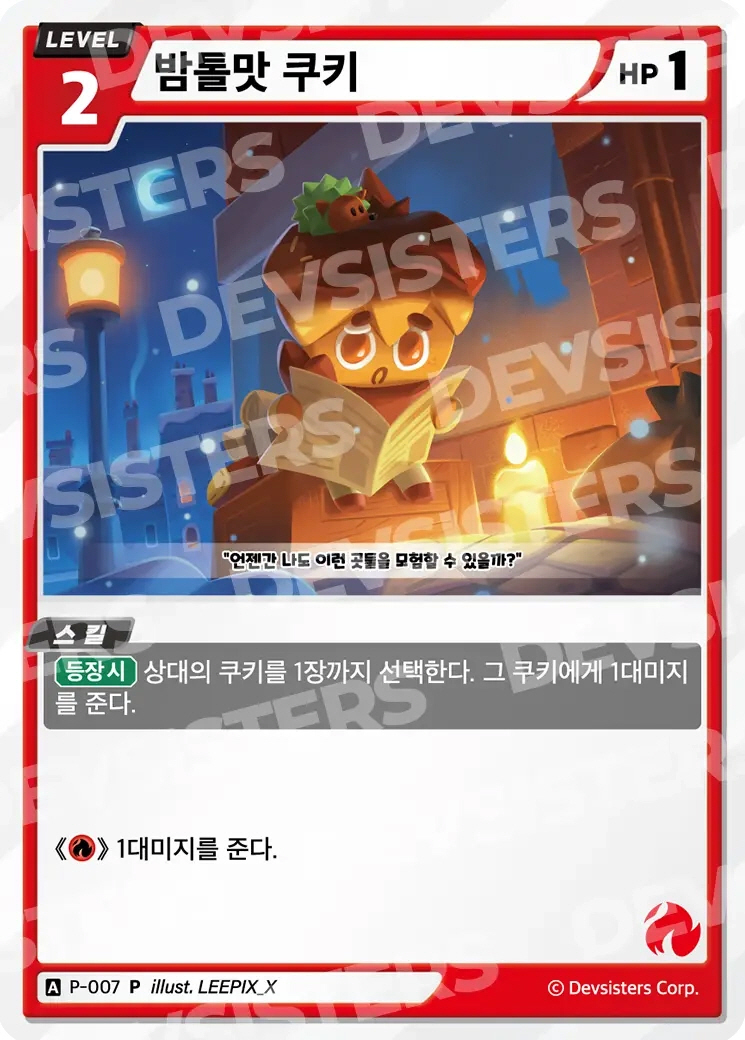 LEVEL
2
밤톨맛 쿠키
HP 1
"언젠간 나도 이런 곳들을 모험할 수 있을까?"
스킬
등장시 상대의 쿠키를 1장까지 선택한다. 그 쿠키에게 1대미지
를 준다.
《 》 1대미지를 준다.
A P-007 P illust. LEEPIX_X
© Devsisters Corp.
DEVSISTERS